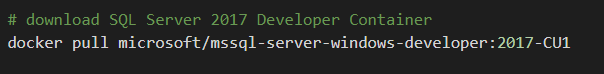 # download SQL Server 2017 Developer Container
docker pull microsoft/mssql-server-windows-developer:2017-CU1